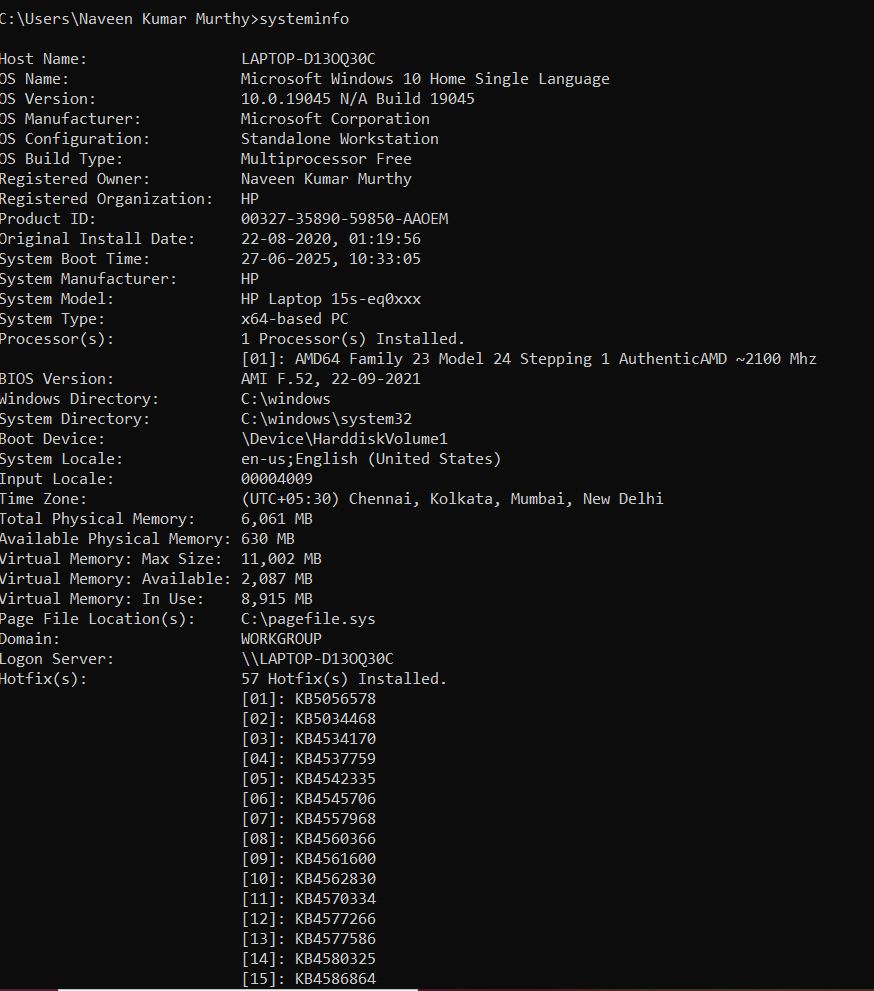 C:\Users\Naveen Kumar Murthy>systeminfo
Host Name: LAPTOP-D13OQ30C
OS Name: Microsoft Windows 10 Home Single Language
OS Version: 10.0.19045 N/A Build 19045
OS Manufacturer: Microsoft Corporation
OS Configuration: Standalone Workstation
OS Build Type: Multiprocessor Free
Registered Owner: Naveen Kumar Murthy
Registered Organization: HP
Product ID: 00327-35890-59850-AAOEM
Original Install Date: 22-08-2020, 01:19:56
System Boot Time: 27-06-2025, 10:33:05
System Manufacturer: HP
System Model: HP Laptop 15s-eq0xxx
System Type: x64-based PC
Processor(s): 1 Processor(s) Installed.
[01]: AMD64 Family 23 Model 24 Stepping 1 AuthenticAMD ~2100 Mhz
BIOS Version: AMI F.52, 22-09-2021
Windows Directory: C:\windows
System Directory: C:\windows\system32
Boot Device: \Device\HarddiskVolume1
System Locale: en-us;English (United States)
Input Locale: 00004009
Time Zone: (UTC+05:30) Chennai, Kolkata, Mumbai, New Delhi
Total Physical Memory: 6,061 MB
Available Physical Memory: 630 MB
Virtual Memory: Max Size: 11,002 MB
Virtual Memory: Available: 2,087 MB
Virtual Memory: In Use: 8,915 MB
Page File Location(s): C:\pagefile.sys
Domain: WORKGROUP
Logon Server: \\LAPTOP-D13OQ30C
Hotfix(s): 57 Hotfix(s) Installed.
[01]: KB5056578
[02]: KB5034468
[03]: KB4534170
[04]: KB4537759
[05]: KB4542335
[06]: KB4545706
[07]: KB4557968
[08]: KB4560366
[09]: KB4561600
[10]: KB4562830
[11]: KB4570334
[12]: KB4577266
[13]: KB4577586
[14]: KB4580325
[15]: KB4586864